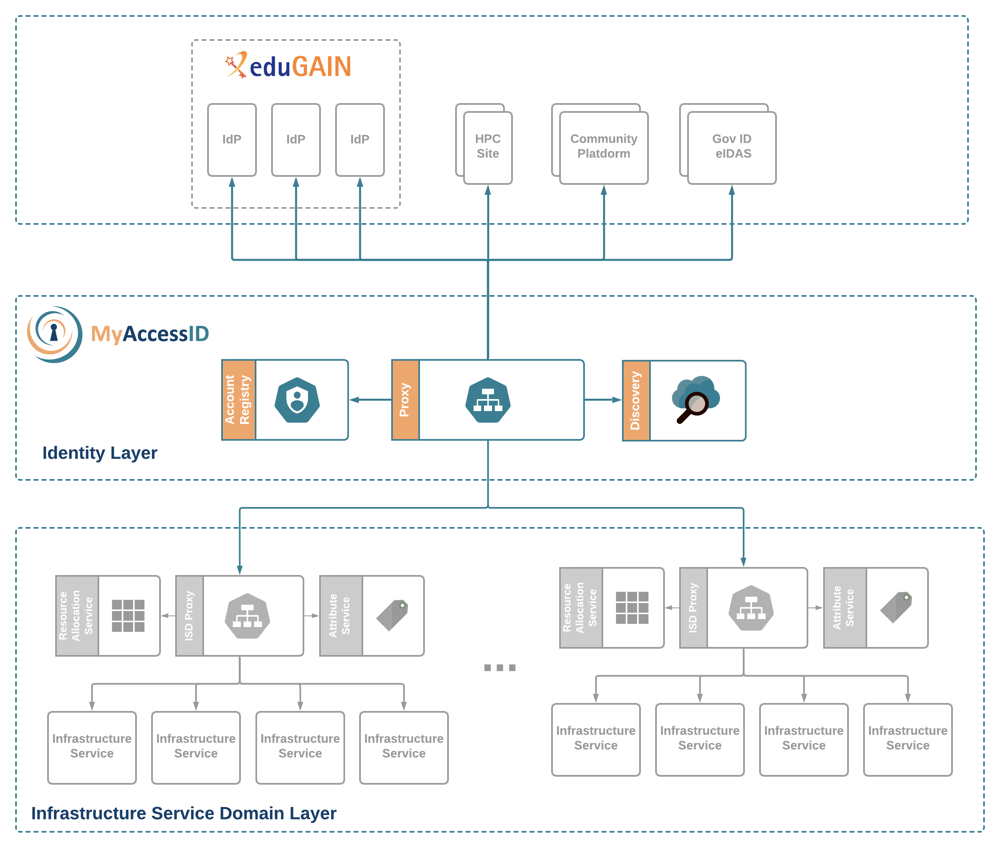 eduGAIN
IdP
IdP
IdP
HPC
Site
Community
Platdorm
Gov ID
eIDAS
MyAccessID
Account
Registry
Proxy
Discovery
Identity Layer
Resource
Allocation
Service
ISD Proxy
Attribute
Service
...
Resource
Allocation
Service
ISD Proxy
Attribute
Service
Infrastructure
Service
Infrastructure
Service
Infrastructure
Service
Infrastructure
Service
Infrastructure
Service
Infrastructure
Service
Infrastructure
Service
Infrastructure
Service
Infrastructure Service Domain Layer